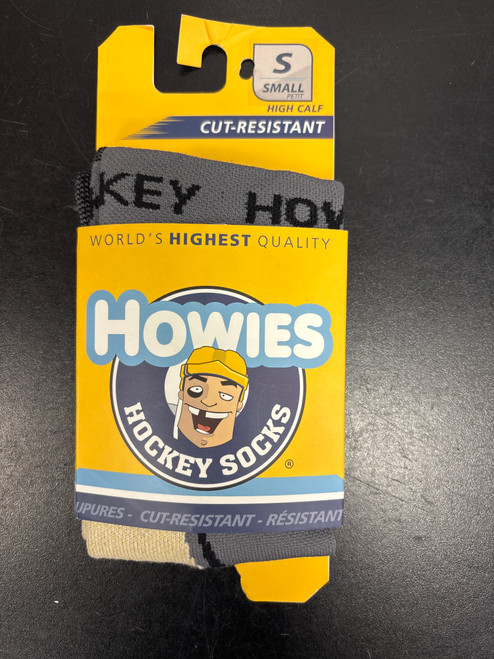 S
SMALL
PETIT
HIGH CALF
CUT-RESISTANT
KEY HOW
WORLD'S HIGHEST QUALITY
HOWIES
HOCKEY SOCKS
®
UPURES - CUT-RESISTANT - RÉSISTANT